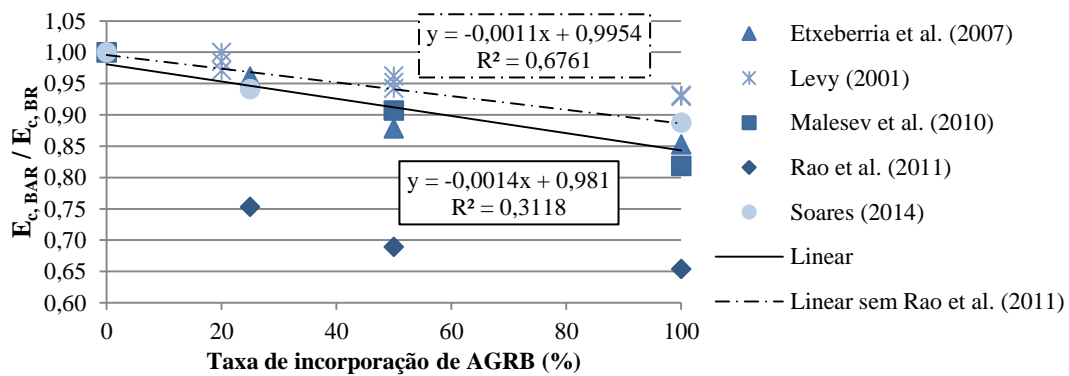 1,05
1,00
0,95
0,90
0,85
0,80
0,75
0,70
0,65
0,60
E_c, BAR / E_c, BR
y = -0,0011x + 0,9954
R² = 0,6761
y = -0,0014x + 0,981
R² = 0,3118
0 20 40 60 80 100
Taxa de incorporação de AGRB (%)
Etxeberria et al. (2007)
Levy (2001)
Malesev et al. (2010)
Rao et al. (2011)
Soares (2014)
Linear
Linear sem Rao et al. (2011)